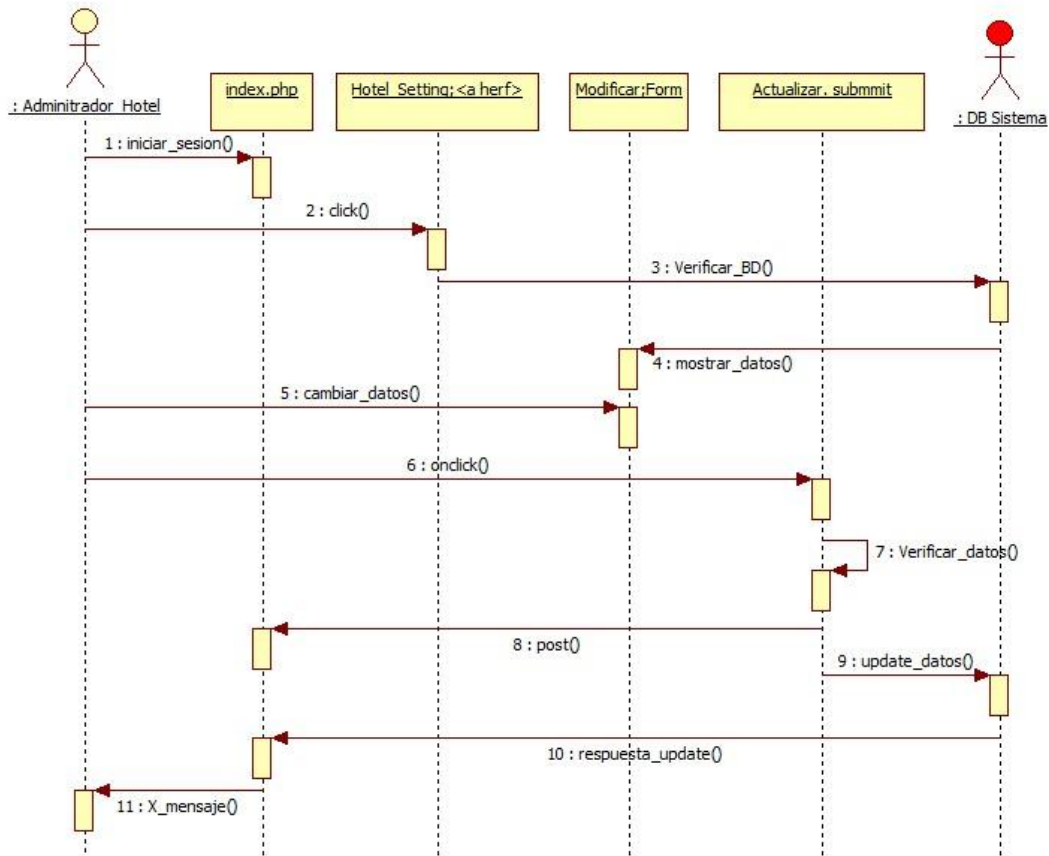 : Adminitrador Hotel
index.php
Hotel Setting;<a herf>
Modificar;Form
Actualizar. submmit
: DB Sistema
1 : iniciar_sesion()
2 : click()
3 : Verificar_BD()
4 : mostrar_datos()
5 : cambiar_datos()
6 : onclick()
7 : Verificar_datos()
8 : post()
9 : update_datos()
10 : respuesta_update()
11 : X_mensaje()